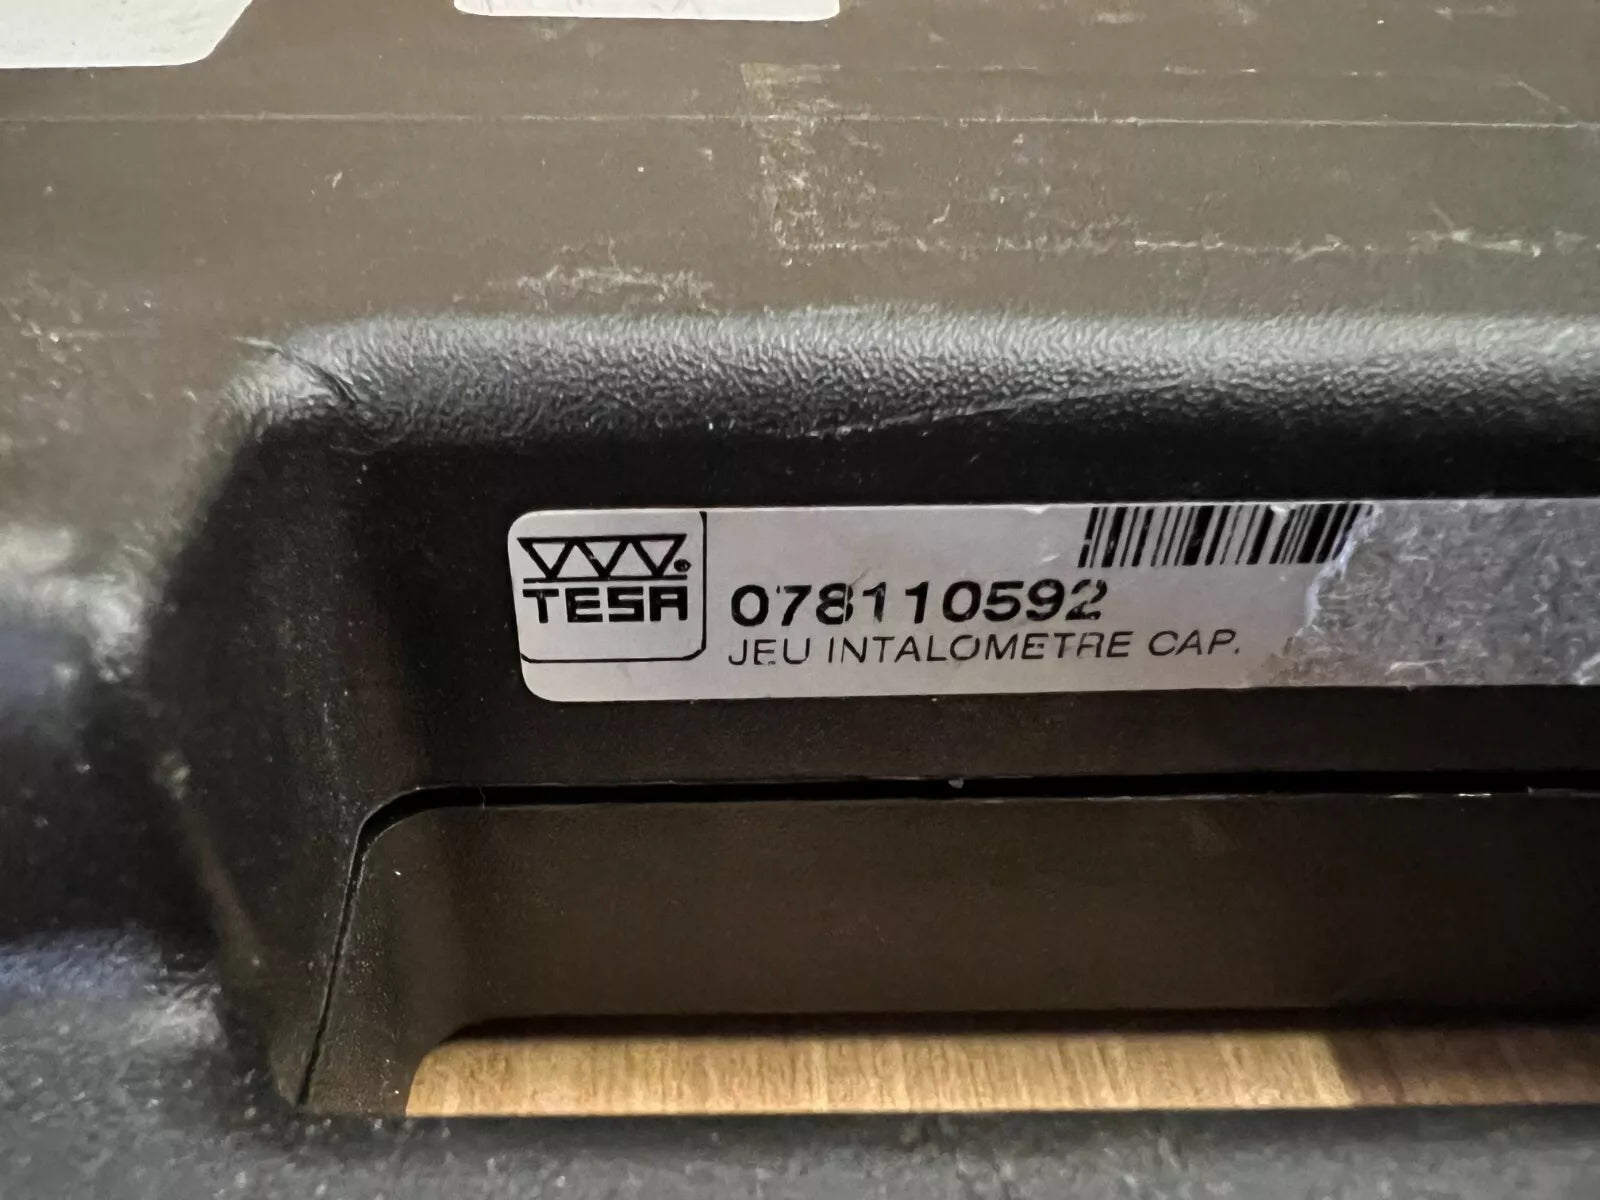 TESA
078110592
JEU INTALOMETRE CAP.